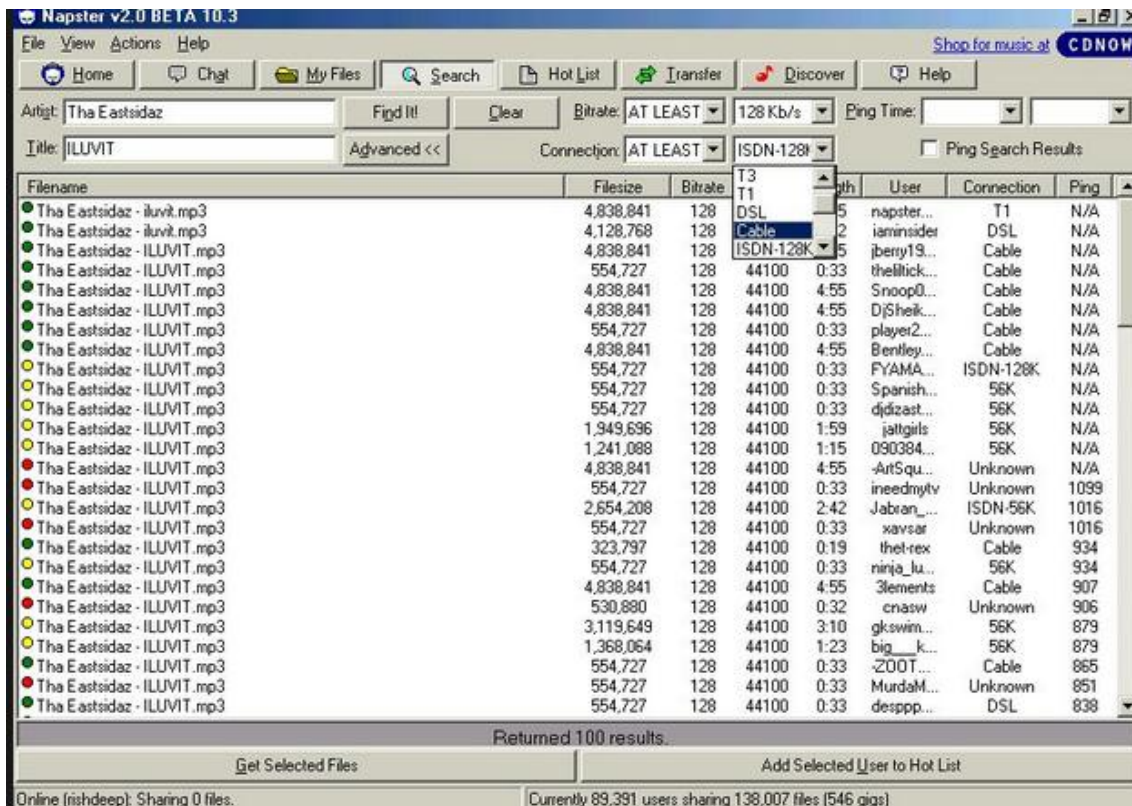 Napster v2.0 BETA 10.3
File View Actions Help Shop for music at CDNOW
Home Chat My Files Search Hot List Transfer Discover Help
Artist: Tha Eastsidaz Find It! Clear Bitrate: AT LEAST 128 Kb/s Ping Time:
Title: ILUVIT Advanced << Connection: AT LEAST ISDN-128K Ping Search Results
T3
T1
DSL
Cable
ISDN-128K
Filename Filesize Bitrate User Connection Ping
Tha Eastsidaz - iluvit.mp3 4,838,841 128 napster... T1 N/A
Tha Eastsidaz - iluvit.mp3 4,128,768 128 iaminsider DSL N/A
Tha Eastsidaz - ILUVIT.mp3 4,838,841 128 jberry19... Cable N/A
Tha Eastsidaz - ILUVIT.mp3 554,727 128 44100 0:33 theliltick... Cable N/A
Tha Eastsidaz - ILUVIT.mp3 4,838,841 128 44100 4:55 Snoop0... Cable N/A
Tha Eastsidaz - ILUVIT.mp3 4,838,841 128 44100 4:55 DjSheik... Cable N/A
Tha Eastsidaz - ILUVIT.mp3 554,727 128 44100 0:33 player2... Cable N/A
Tha Eastsidaz - ILUVIT.mp3 4,838,841 128 44100 4:55 Bentley... Cable N/A
Tha Eastsidaz - ILUVIT.mp3 554,727 128 44100 0:33 FYAMA... ISDN-128K N/A
Tha Eastsidaz - ILUVIT.mp3 554,727 128 44100 0:33 Spanish... 56K N/A
Tha Eastsidaz - ILUVIT.mp3 554,727 128 44100 0:33 djdizast... 56K N/A
Tha Eastsidaz - ILUVIT.mp3 1,949,696 128 44100 1:59 jattgirls 56K N/A
Tha Eastsidaz - ILUVIT.mp3 1,241,088 128 44100 1:15 090384... 56K N/A
Tha Eastsidaz - ILUVIT.mp3 4,838,841 128 44100 4:55 -ArtSqu... Unknown N/A
Tha Eastsidaz - ILUVIT.mp3 554,727 128 44100 0:33 ineedmytv Unknown 1099
Tha Eastsidaz - ILUVIT.mp3 2,654,208 128 44100 2:42 Jabran_... ISDN-56K 1016
Tha Eastsidaz - ILUVIT.mp3 554,727 128 44100 0:33 xavsar Unknown 1016
Tha Eastsidaz - ILUVIT.mp3 323,797 128 44100 0:19 thet-rex Cable 934
Tha Eastsidaz - ILUVIT.mp3 554,727 128 44100 0:33 ninja_lu... 56K 934
Tha Eastsidaz - ILUVIT.mp3 4,838,841 128 44100 4:55 3lements Cable 907
Tha Eastsidaz - ILUVIT.mp3 530,880 128 44100 0:32 cnasw Unknown 906
Tha Eastsidaz - ILUVIT.mp3 3,119,649 128 44100 3:10 gkswim... 56K 879
Tha Eastsidaz - ILUVIT.mp3 1,368,064 128 44100 1:23 big___k... 56K 879
Tha Eastsidaz - ILUVIT.mp3 554,727 128 44100 0:33 -ZOOT... Cable 865
Tha Eastsidaz - ILUVIT.mp3 554,727 128 44100 0:33 MurdaM... Unknown 851
Tha Eastsidaz - ILUVIT.mp3 554,727 128 44100 0:33 desppp... DSL 838
Returned 100 results.
Get Selected Files Add Selected User to Hot List
Online (rishdeep): Sharing 0 files. Currently 89,391 users sharing 138,007 files (546 gigs)